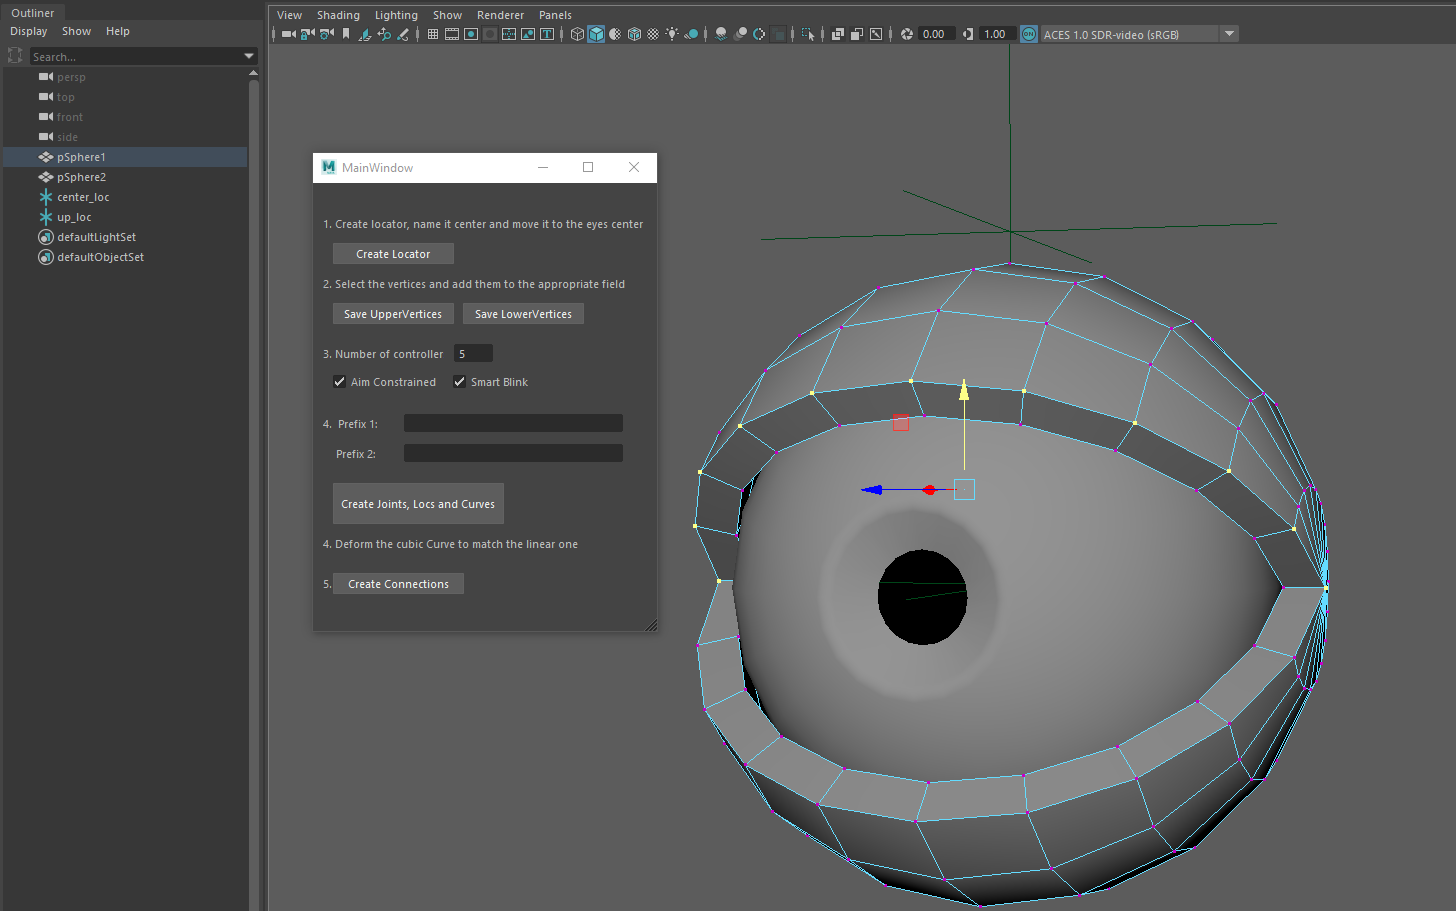 Outliner
Display Show Help
Search...
persp
top
front
side
pSphere1
pSphere2
center_loc
up_loc
defaultLightSet
defaultObjectSet
View Shading Lighting Show Renderer Panels
0.00 1.00 ON ACES 1.0 SDR-video (sRGB)
M MainWindow
1. Create locator, name it center and move it to the eyes center
Create Locator
2. Select the vertices and add them to the appropriate field
Save UpperVertices Save LowerVertices
3. Number of controller 5
Aim Constrained Smart Blink
4. Prefix 1:
Prefix 2:
Create Joints, Locs and Curves
4. Deform the cubic Curve to match the linear one
5. Create Connections